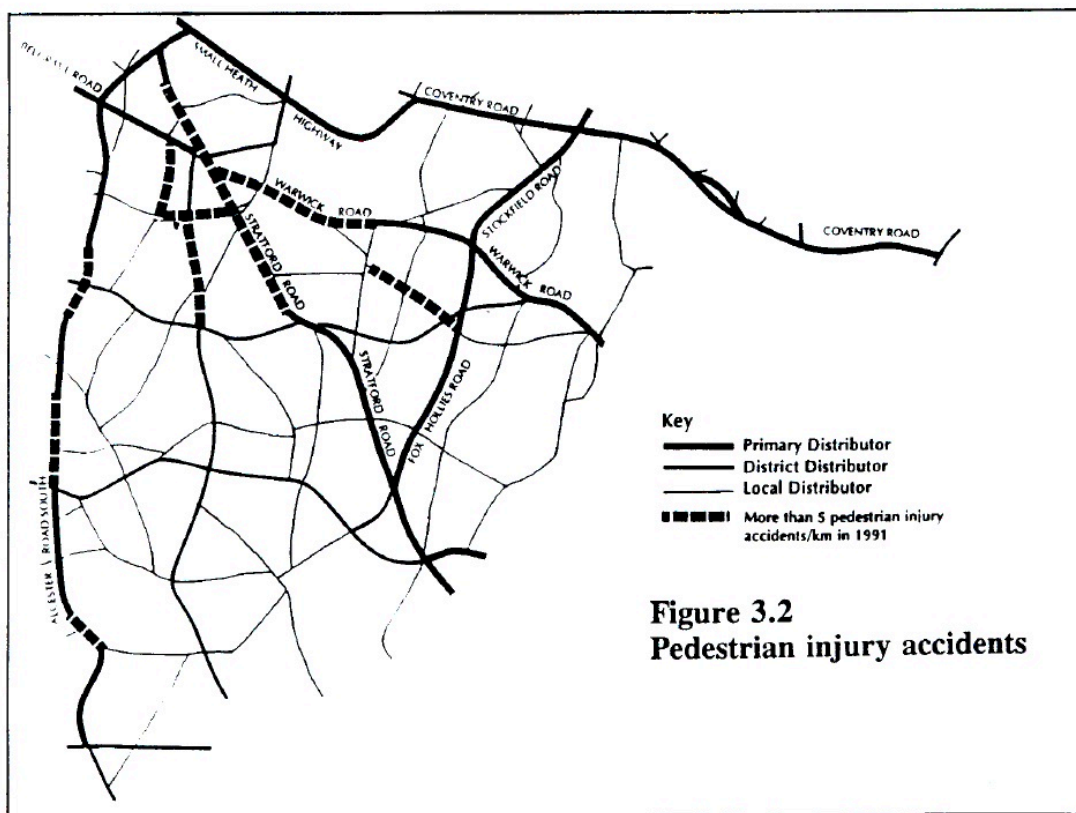 BELGRAVE ROAD
SMALL HEATH
HIGHWAY
COVENTRY ROAD
STOCKFIELD ROAD
WARWICK ROAD
COVENTRY ROAD
STRATFORD ROAD
WARWICK ROAD
STRATFORD ROAD
FOX HOLLIES ROAD
ROAD SOUTH
Key
Primary Distributor
District Distributor
Local Distributor
More than 5 pedestrian injury
accidents/km in 1991
Figure 3.2
Pedestrian injury accidents